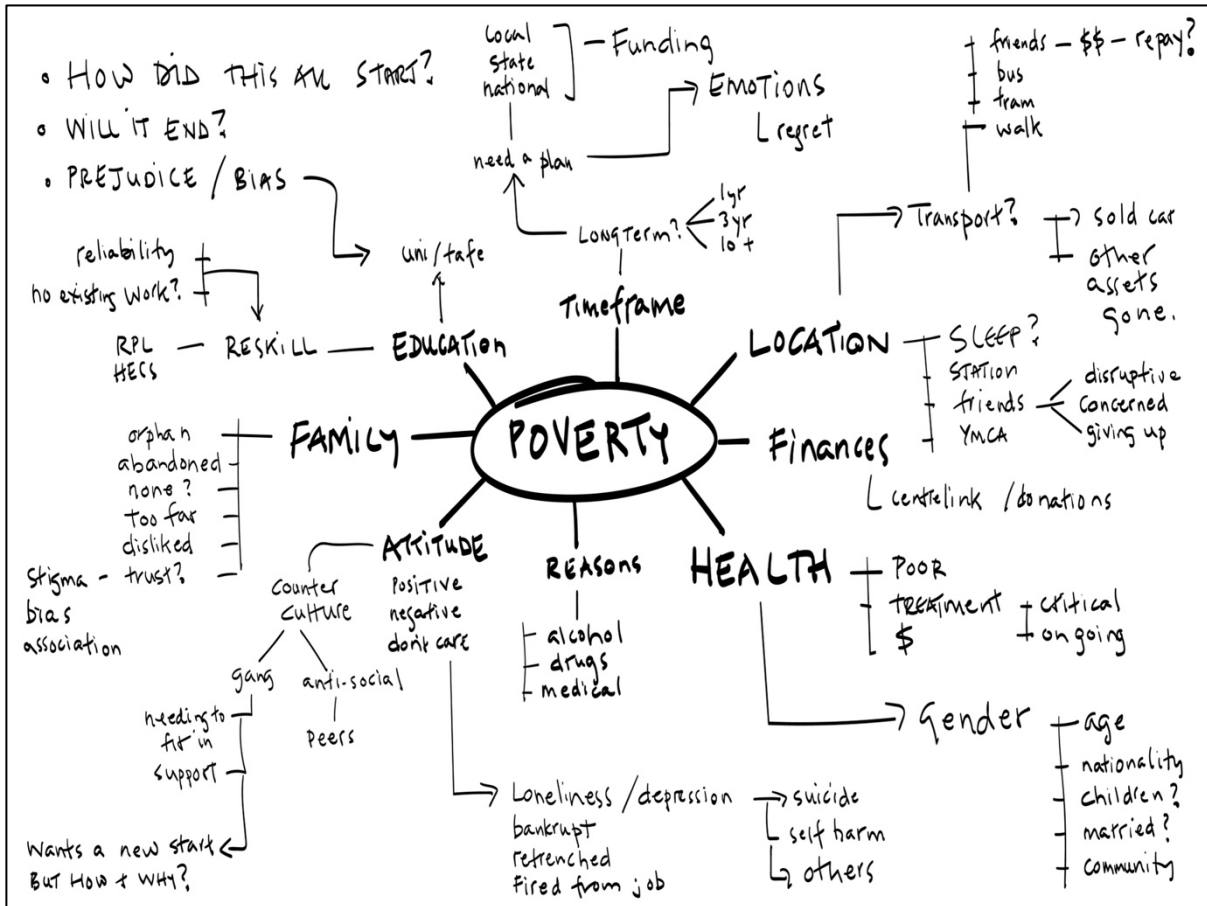 • HOW DID THIS ALL START?
• WILL IT END?
• PREJUDICE / BIAS
local
state
national
Funding
need a plan
EMOTIONS
regret
LONGTERM?
1yr
3yr
10+
Timeframe
friends - $$ - repay?
bus
tram
walk
Transport?
sold car
other
assets
gone.
uni/tafe
reliability
no existing work?
RPL
HECS
RESKILL
EDUCATION
LOCATION
SLEEP?
STATION
friends
YMCA
disruptive
concerned
giving up
POVERTY
FAMILY
orphan
abandoned
none?
too far
disliked
trust?
Stigma -
bias
association
Finances
centrelink / donations
ATTITUDE
positive
negative
don't care
counter
culture
gang
anti-social
peers
needing to
fit in
support
Wants a new start
BUT HOW + WHY?
REASONS
alcohol
drugs
medical
HEALTH
POOR
TREATMENT
$
critical
ongoing
Gender
age
nationality
children?
married?
community
Loneliness / depression
bankrupt
retrenched
Fired from job
suicide
self harm
others